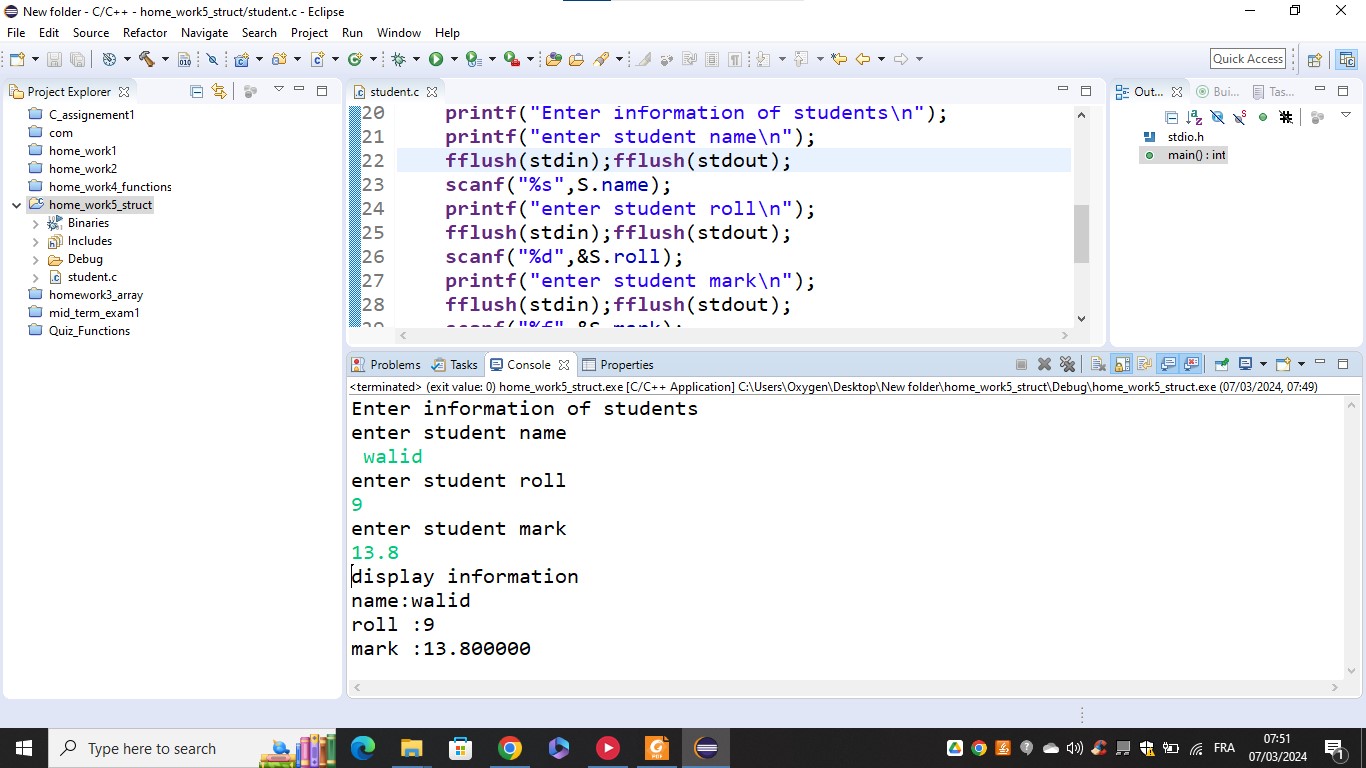 New folder - C/C++ - home_work5_struct/student.c - Eclipse
File Edit Source Refactor Navigate Search Project Run Window Help
Quick Access
Project Explorer
C_assignement1
com
home_work1
home_work2
home_work4_functions
home_work5_struct
Binaries
Includes
Debug
student.c
homework3_array
mid_term_exam1
Quiz_Functions
student.c
20 printf("Enter information of students\n");
21 printf("enter student name\n");
22 fflush(stdin);fflush(stdout);
23 scanf("%s",S.name);
24 printf("enter student roll\n");
25 fflush(stdin);fflush(stdout);
26 scanf("%d",&S.roll);
27 printf("enter student mark\n");
28 fflush(stdin);fflush(stdout);
29 scanf("%f",&S.mark);
Out... Bui... Tas...
stdio.h
main() : int
Problems Tasks Console Properties
<terminated> (exit value: 0) home_work5_struct.exe [C/C++ Application] C:\Users\Oxygen\Desktop\New folder\home_work5_struct\Debug\home_work5_struct.exe (07/03/2024, 07:49)
Enter information of students
enter student name
walid
enter student roll
9
enter student mark
13.8
display information
name:walid
roll :9
mark :13.800000
Type here to search
FRA
07:51
07/03/2024
1